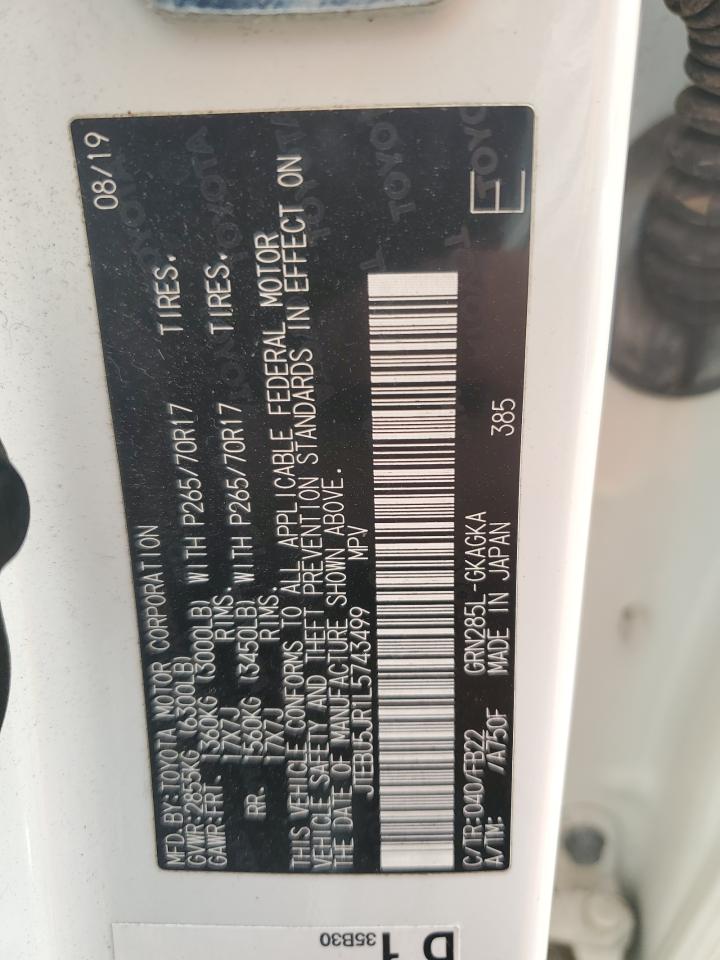 MFD. BY: TOYOTA MOTOR CORPORATION 08/19
GVWR: 2855KG (6300LB)
GAWR: FRT. 1360KG (3000LB) WITH P265/70R17 TIRES.
17X7J RIMS.
RR. 1560KG (3450LB) WITH P265/70R17 TIRES.
17X7J RIMS.
THIS VEHICLE CONFORMS TO ALL APPLICABLE FEDERAL MOTOR
VEHICLE SAFETY AND THEFT PREVENTION STANDARDS IN EFFECT ON
THE DATE OF MANUFACTURE SHOWN ABOVE.
JTEBU5JR1L5743499 MPV
C/TR: 040/FB22 GRN285L-GKAGKA 385 E
A/TM: /A750F MADE IN JAPAN
TOYOTA
35B30